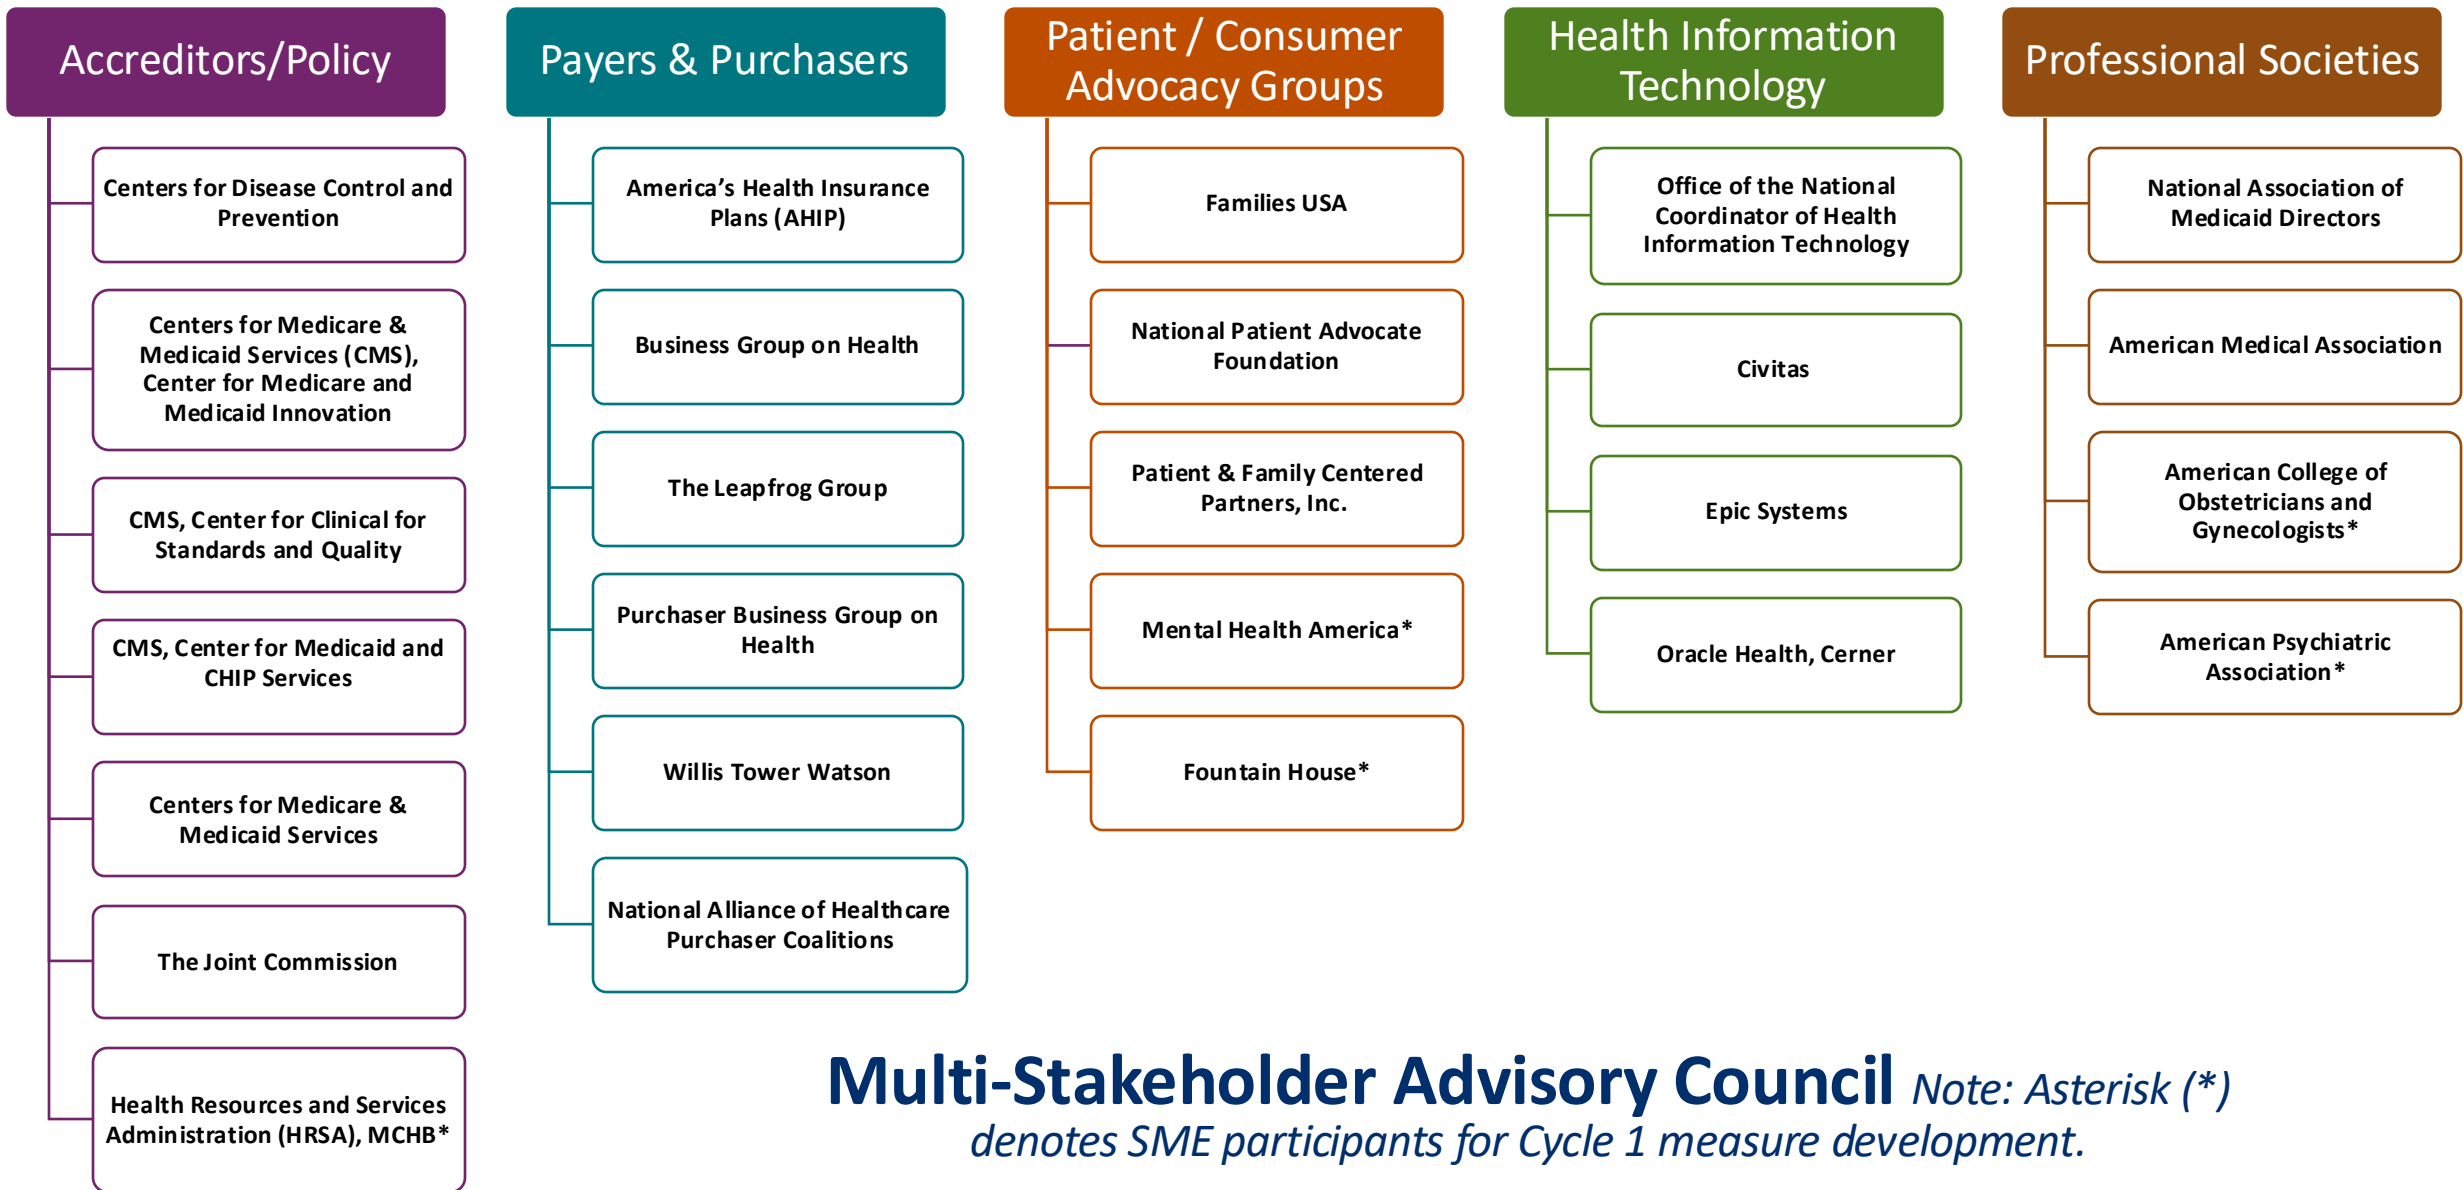 Accreditors/Policy
Centers for Disease Control and
Prevention
Centers for Medicare &
Medicaid Services (CMS),
Center for Medicare and
Medicaid Innovation
CMS, Center for Clinical for
Standards and Quality
CMS, Center for Medicaid and
CHIP Services
Centers for Medicare &
Medicaid Services
The Joint Commission
Health Resources and Services
Administration (HRSA), MCHB*
Payers & Purchasers
America's Health Insurance
Plans (AHIP)
Business Group on Health
The Leapfrog Group
Purchaser Business Group on
Health
Willis Tower Watson
National Alliance of Healthcare
Purchaser Coalitions
Patient / Consumer
Advocacy Groups
Families USA
National Patient Advocate
Foundation
Patient & Family Centered
Partners, Inc.
Mental Health America*
Fountain House*
Health Information
Technology
Office of the National
Coordinator of Health
Information Technology
Civitas
Epic Systems
Oracle Health, Cerner
Professional Societies
National Association of
Medicaid Directors
American Medical Association
American College of
Obstetricians and
Gynecologists*
American Psychiatric
Association*
Multi-Stakeholder Advisory Council Note: Asterisk (*)
denotes SME participants for Cycle 1 measure development.